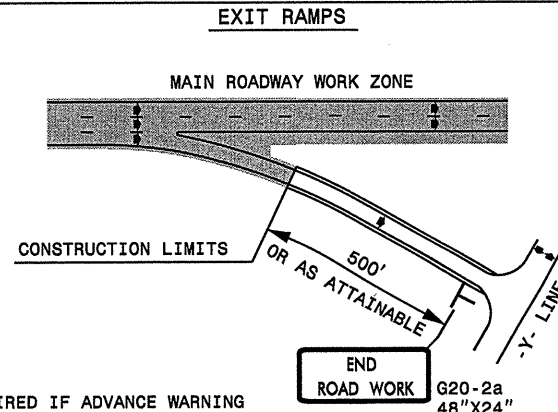 EXIT RAMPS
MAIN ROADWAY WORK ZONE
CONSTRUCTION LIMITS
500'
OR AS ATTAINABLE
-Y- LINE
END
ROAD WORK
G20-2a
48"X24"
IRED IF ADVANCE WARNING